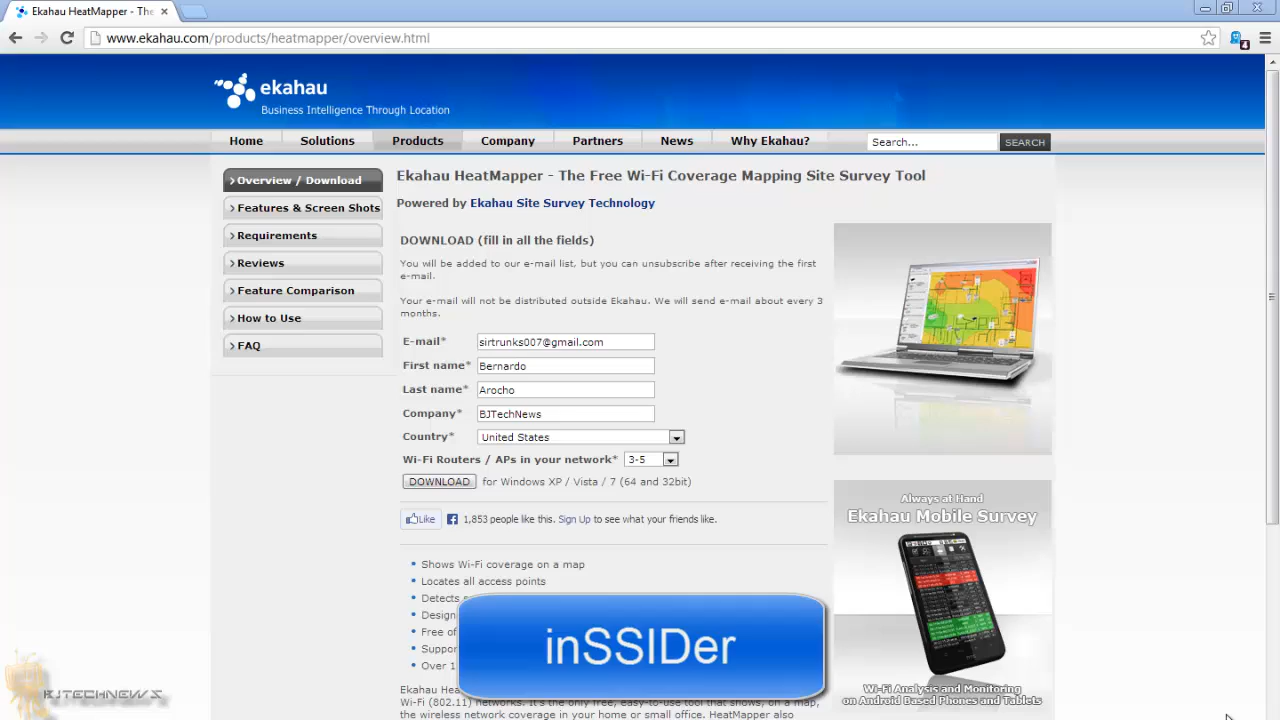 Ekahau HeatMapper - The
www.ekahau.com/products/heatmapper/overview.html
4
ekahau
Business Intelligence Through Location
Home Solutions Products Company Partners News Why Ekahau? Search... SEARCH
Overview / Download
Features & Screen Shots
Requirements
Reviews
Feature Comparison
How to Use
FAQ
Ekahau HeatMapper - The Free Wi-Fi Coverage Mapping Site Survey Tool
Powered by Ekahau Site Survey Technology
DOWNLOAD (fill in all the fields)
You will be added to our e-mail list, but you can unsubscribe after receiving the first
e-mail.
Your e-mail will not be distributed outside Ekahau. We will send e-mail about every 3
months.
E-mail* sirtrunks007@gmail.com
First name* Bernardo
Last name* Arocho
Company* BJTechNews
Country* United States
Wi-Fi Routers / APs in your network* 3-5
DOWNLOAD for Windows XP / Vista / 7 (64 and 32bit)
Like 1,853 people like this. Sign Up to see what your friends like.
Shows Wi-Fi coverage on a map
Locates all access points
Detects
Design
Free of
Suppor
Over 1
Ekahau Hea
Wi-Fi (802.11) networks. It's the only free, easy-to-use tool that shows, on a map,
the wireless network coverage in your home or small office. HeatMapper also
inSSIDer
Always at Hand
Ekahau Mobile Survey
Wi-Fi Analysis and Monitoring
on Android Based Phones and Tablets
BJTECHNEWS